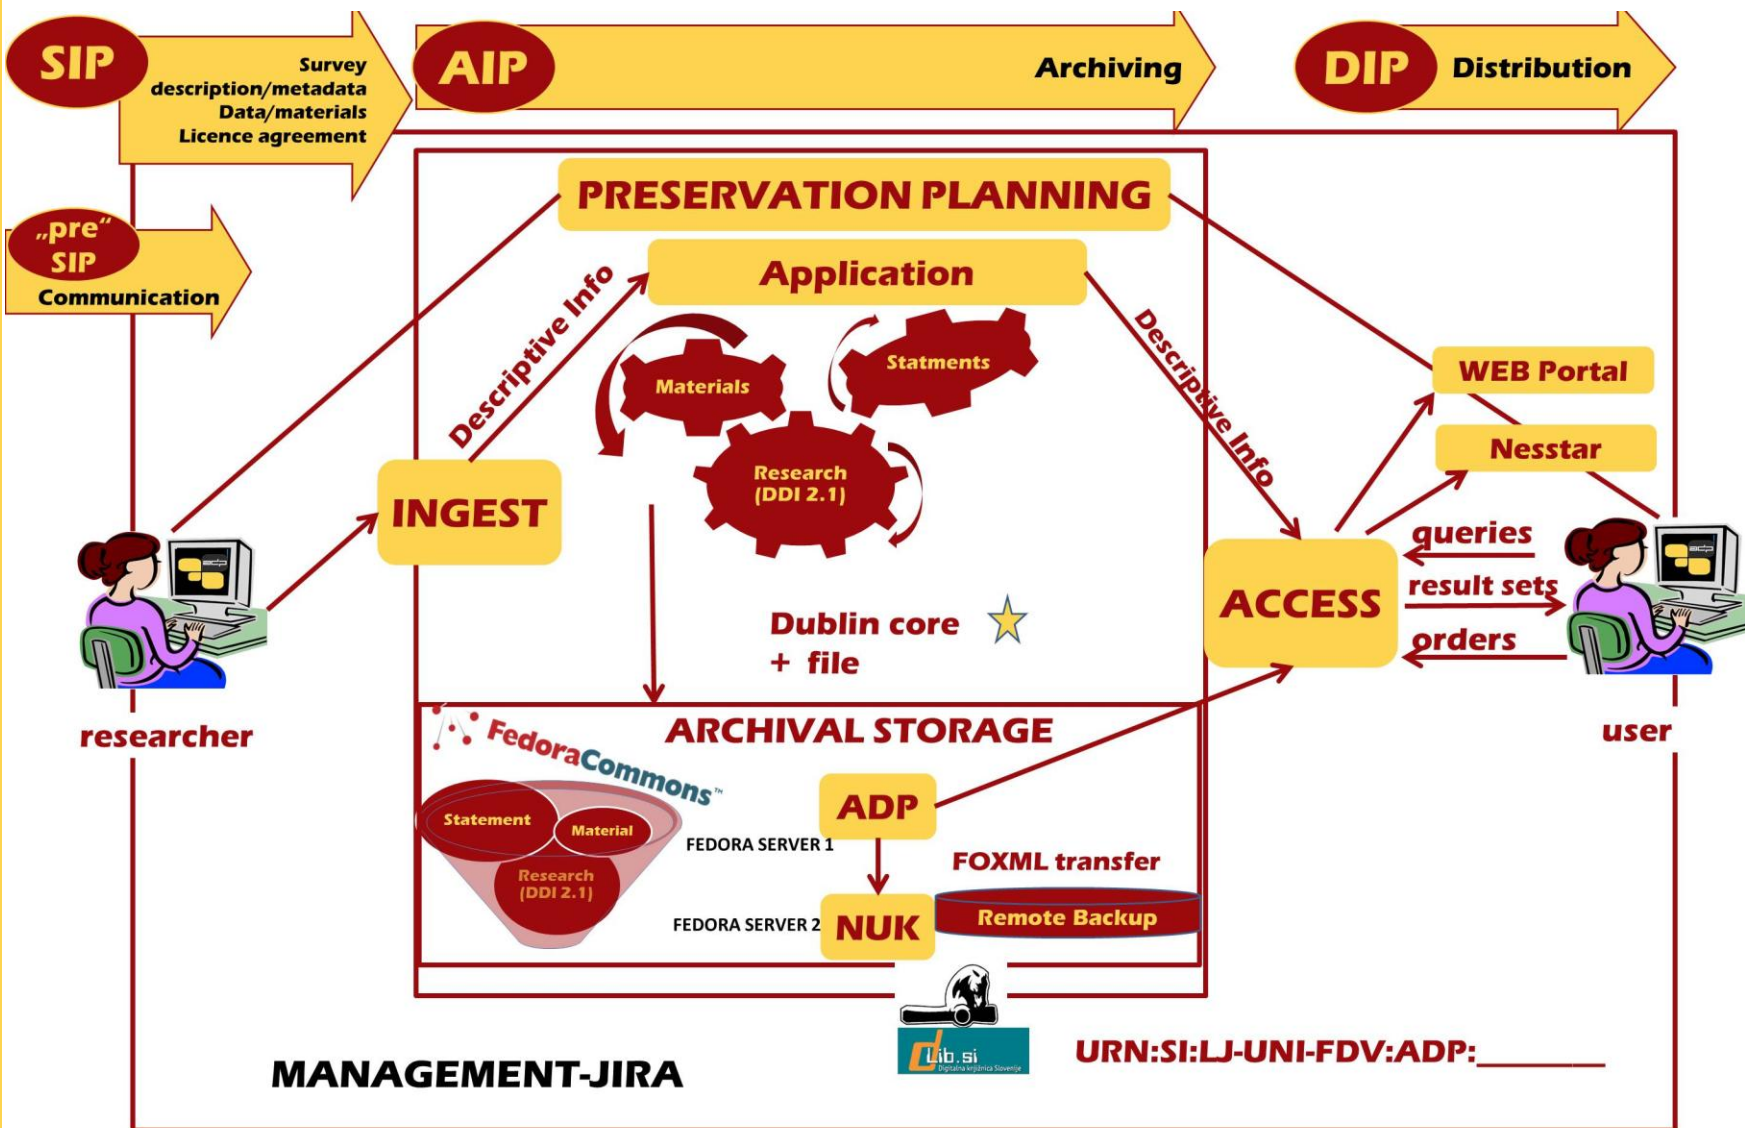 SIP
Survey
description/metadata
Data/materials
Licence agreement
AIP
Archiving
DIP
Distribution
„pre“
SIP
Communication
PRESERVATION PLANNING
Application
Descriptive Info
Materials
Statments
Research
(DDI 2.1)
Descriptive Info
WEB Portal
Nesstar
INGEST
queries
ACCESS
result sets
orders
Dublin core
+ file
researcher
user
ARCHIVAL STORAGE
FedoraCommons™
Statement
Material
Research
(DDI 2.1)
ADP
FEDORA SERVER 1
FOXML transfer
FEDORA SERVER 2
NUK
Remote Backup
dLib.si
Digitalna knjižnica Slovenije
URN:SI:LJ-UNI-FDV:ADP:________
MANAGEMENT-JIRA